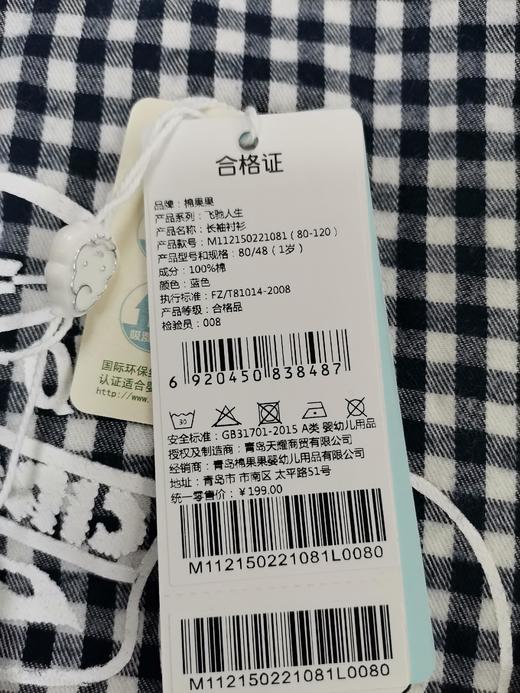 合格证
品牌：棉果果
产品系列：飞驰人生
产品名称：长袖衬衫
产品款号：M112150221081（80-120）
产品型号和规格：80/48（1岁）
成分：100%棉
颜色：蓝色
执行标准：FZ/T81014-2008
产品等级：合格品
检验员：008
6 920450 838487
30
安全标准：GB31701-2015 A类 婴幼儿用品
授权及制造商：青岛天耀商贸有限公司
经销商：青岛棉果果婴幼儿用品有限公司
地址：青岛市 市南区 太平路51号
统一零售价：¥199.00
M112150221081L0080
M112150221081L0080
国际环保
认证适合婴
http://www.